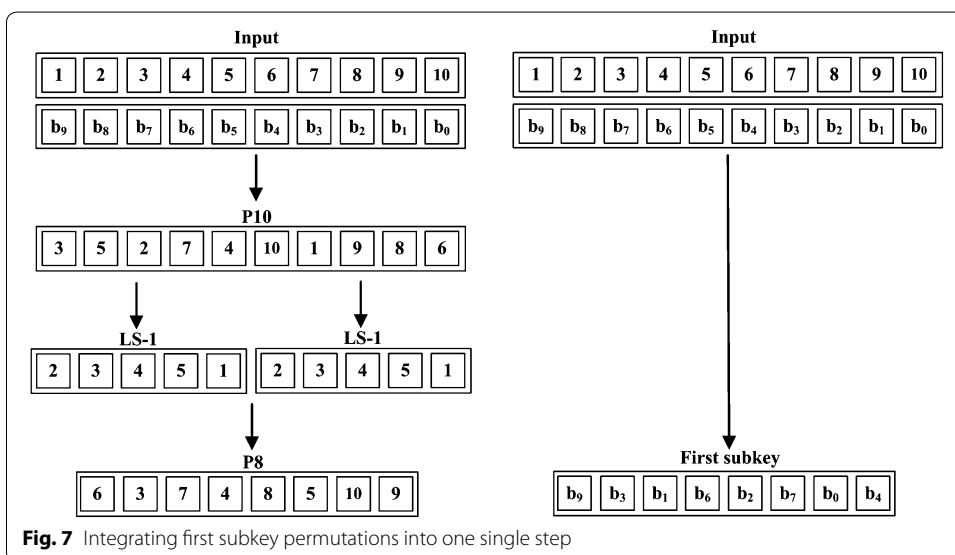 Input
1 2 3 4 5 6 7 8 9 10
b₉ b₈ b₇ b₆ b₅ b₄ b₃ b₂ b₁ b₀
P10
3 5 2 7 4 10 1 9 8 6
LS-1 LS-1
2 3 4 5 1 2 3 4 5 1
P8
6 3 7 4 8 5 10 9
Input
1 2 3 4 5 6 7 8 9 10
b₉ b₈ b₇ b₆ b₅ b₄ b₃ b₂ b₁ b₀
First subkey
b₉ b₃ b₁ b₆ b₂ b₇ b₀ b₄
Fig. 7 Integrating first subkey permutations into one single step